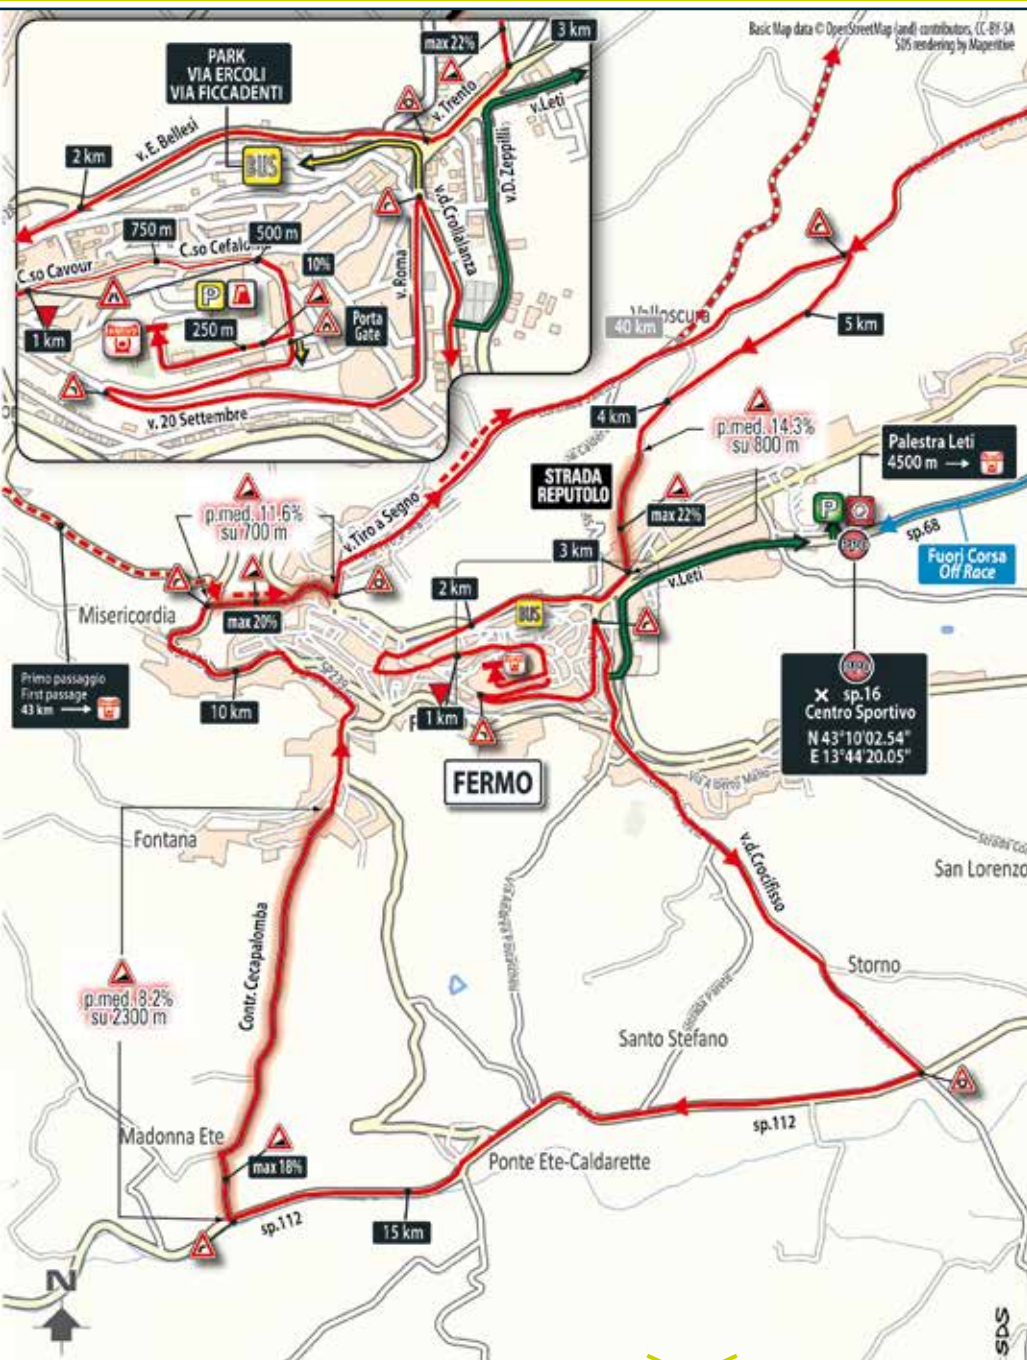 Basic Map data © OpenStreetMap (and) contributors, CC-BY-SA
SDS rendering by Maperitive
PARK
VIA ERCOLI
VIA FICCADENTI
max 22%
3 km
v.Trento
v.Leti
v.E. Bellesi
BUS
2 km
v.D. Zeppilli
v.d.Crollalanza
750 m
500 m
C.so Cavour
10%
v.Roma
P
250 m
Porta
Gate
1 km
v. 20 Settembre
40 km
5 km
4 km
p.med. 14.3%
su 800 m
Palestra Leti
4500 m
STRADA
REPUTOLO
p.med. 11.6%
su 700 m
v.Tiro a Segno
max 22%
P
sp.68
PPO
3 km
Fuori Corsa
Off Race
v.Leti
2 km
BUS
Misericordia
max 20%
Primo passaggio
First passage
43 km
SP239
10 km
1 km
sp.16
Centro Sportivo
N 43°10'02.54"
E 13°44'20.05"
FERMO
Fontana
v.d.Crocifisso
San Lorenzo
Contr. Cecapalomba
Storno
p.med. 8.2%
su 2300 m
Santo Stefano
sp.112
Madonna Ete
max 18%
Ponte Ete-Caldarette
sp.112
15 km
N
SDS